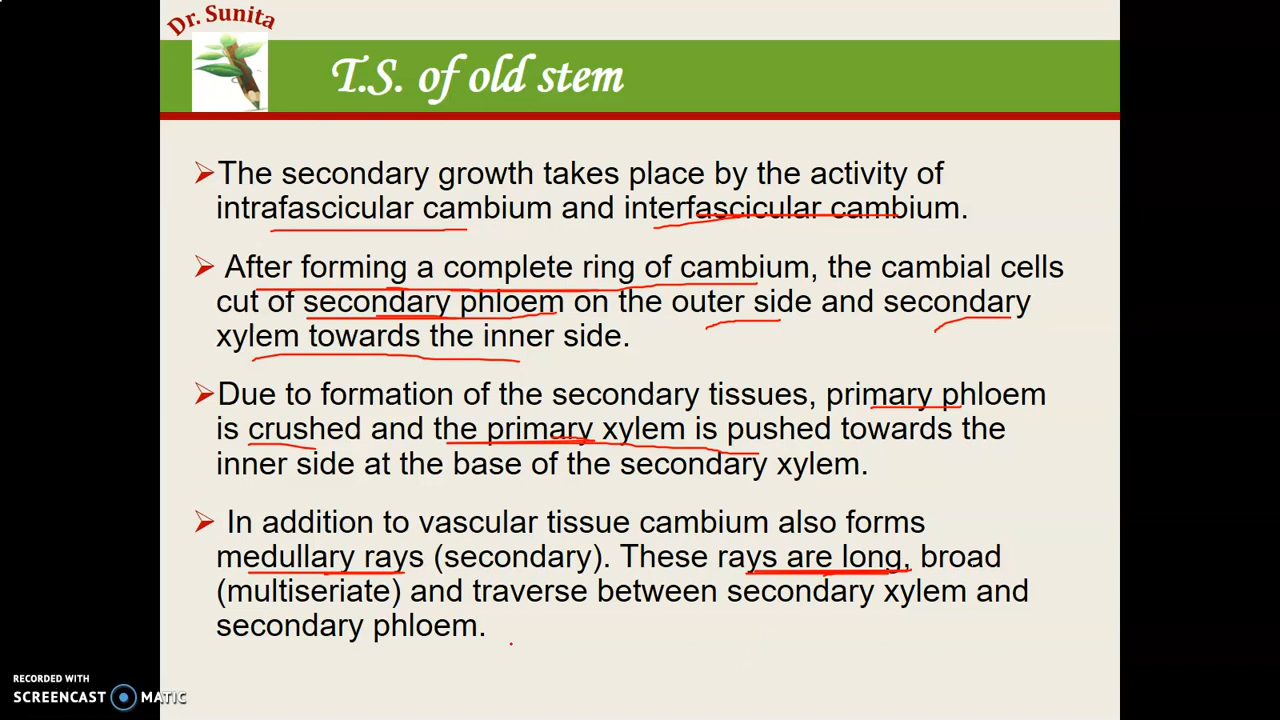 Dr. Sunita
T.S. of old stem
➢The secondary growth takes place by the activity of
intrafascicular cambium and interfascicular cambium.
➢ After forming a complete ring of cambium, the cambial cells
cut of secondary phloem on the outer side and secondary
xylem towards the inner side.
➢Due to formation of the secondary tissues, primary phloem
is crushed and the primary xylem is pushed towards the
inner side at the base of the secondary xylem.
➢ In addition to vascular tissue cambium also forms
medullary rays (secondary). These rays are long, broad
(multiseriate) and traverse between secondary xylem and
secondary phloem.
RECORDED WITH
SCREENCAST MATIC